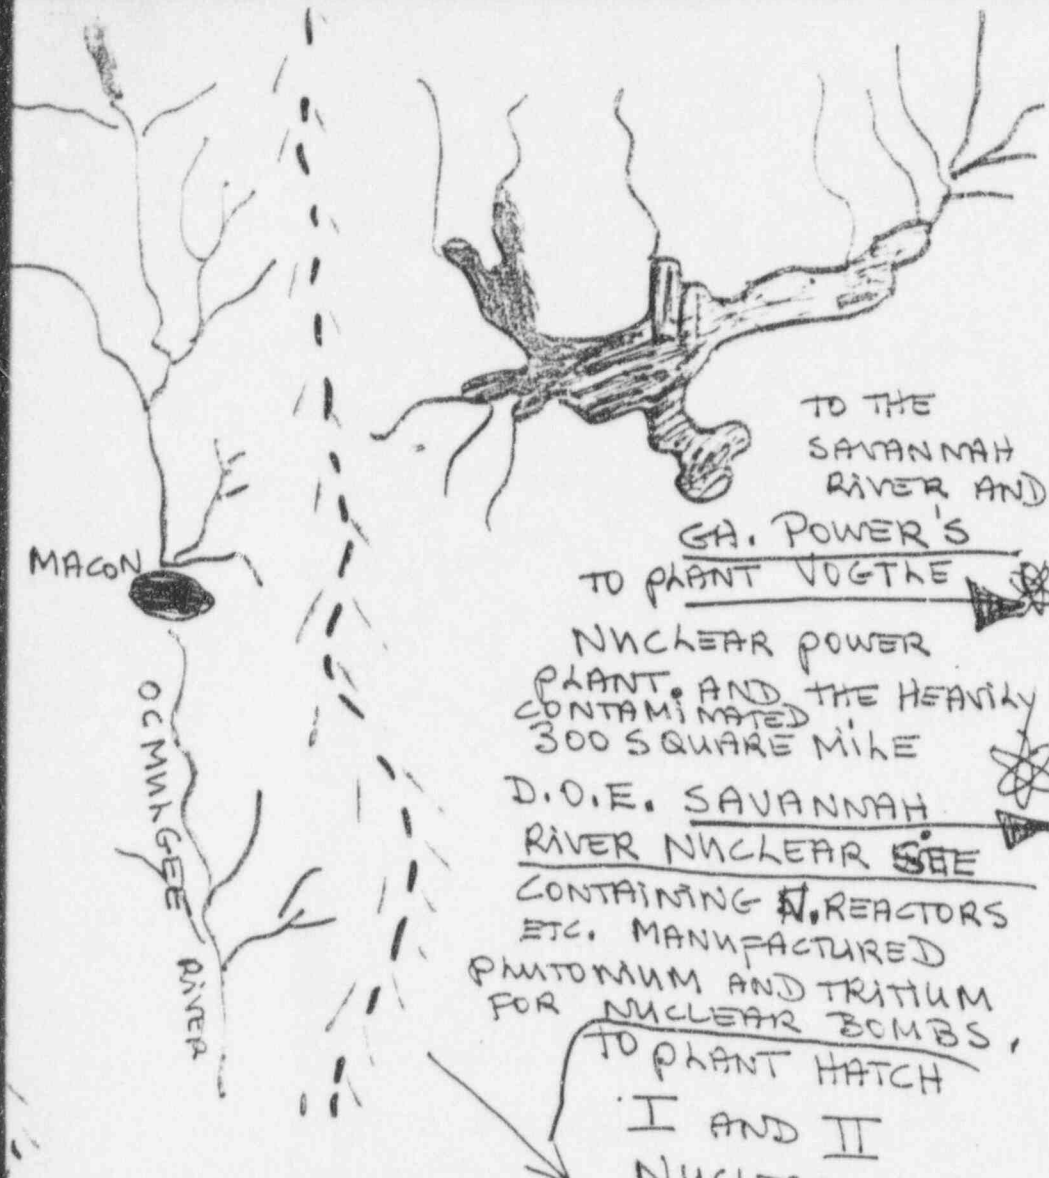 TO THE
SAVANNAH
RIVER AND
GA. POWER'S
TO PLANT VOGTLE
NUCLEAR POWER
PLANT. AND THE HEAVILY
CONTAMINATED
300 SQUARE MILE
D.O.E. SAVANNAH
RIVER NUCLEAR SITE
CONTAINING N. REACTORS
ETC. MANUFACTURED
PLUTONIUM AND TRITIUM
FOR NUCLEAR BOMBS.
TO PLANT HATCH
I AND II
MACON
OCMULGEE RIVER